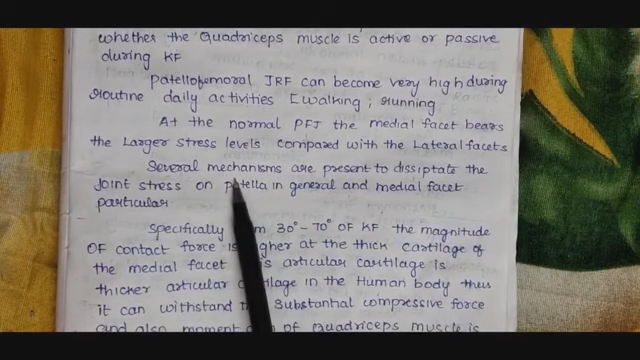 whether the Quadriceps muscle is active or passive
during KF
Patellofemoral JRF can become very high during
routine daily activities [walking ; running
At the normal PFJ the medial facet bears
the Larger stress levels compared with the Lateral facets
Several mechanisms are present to dissiptate the
Joint stress on patella in general and medial facet
particular
Specifically 30° - 70° OF KF the magnitude
OF contact force is higher at the thick cartilage of
the medial facet articular cartilage is
thicker articular in the Human body thus
it can withstand Substantial compressive force
and also moment of Quadriceps muscle is